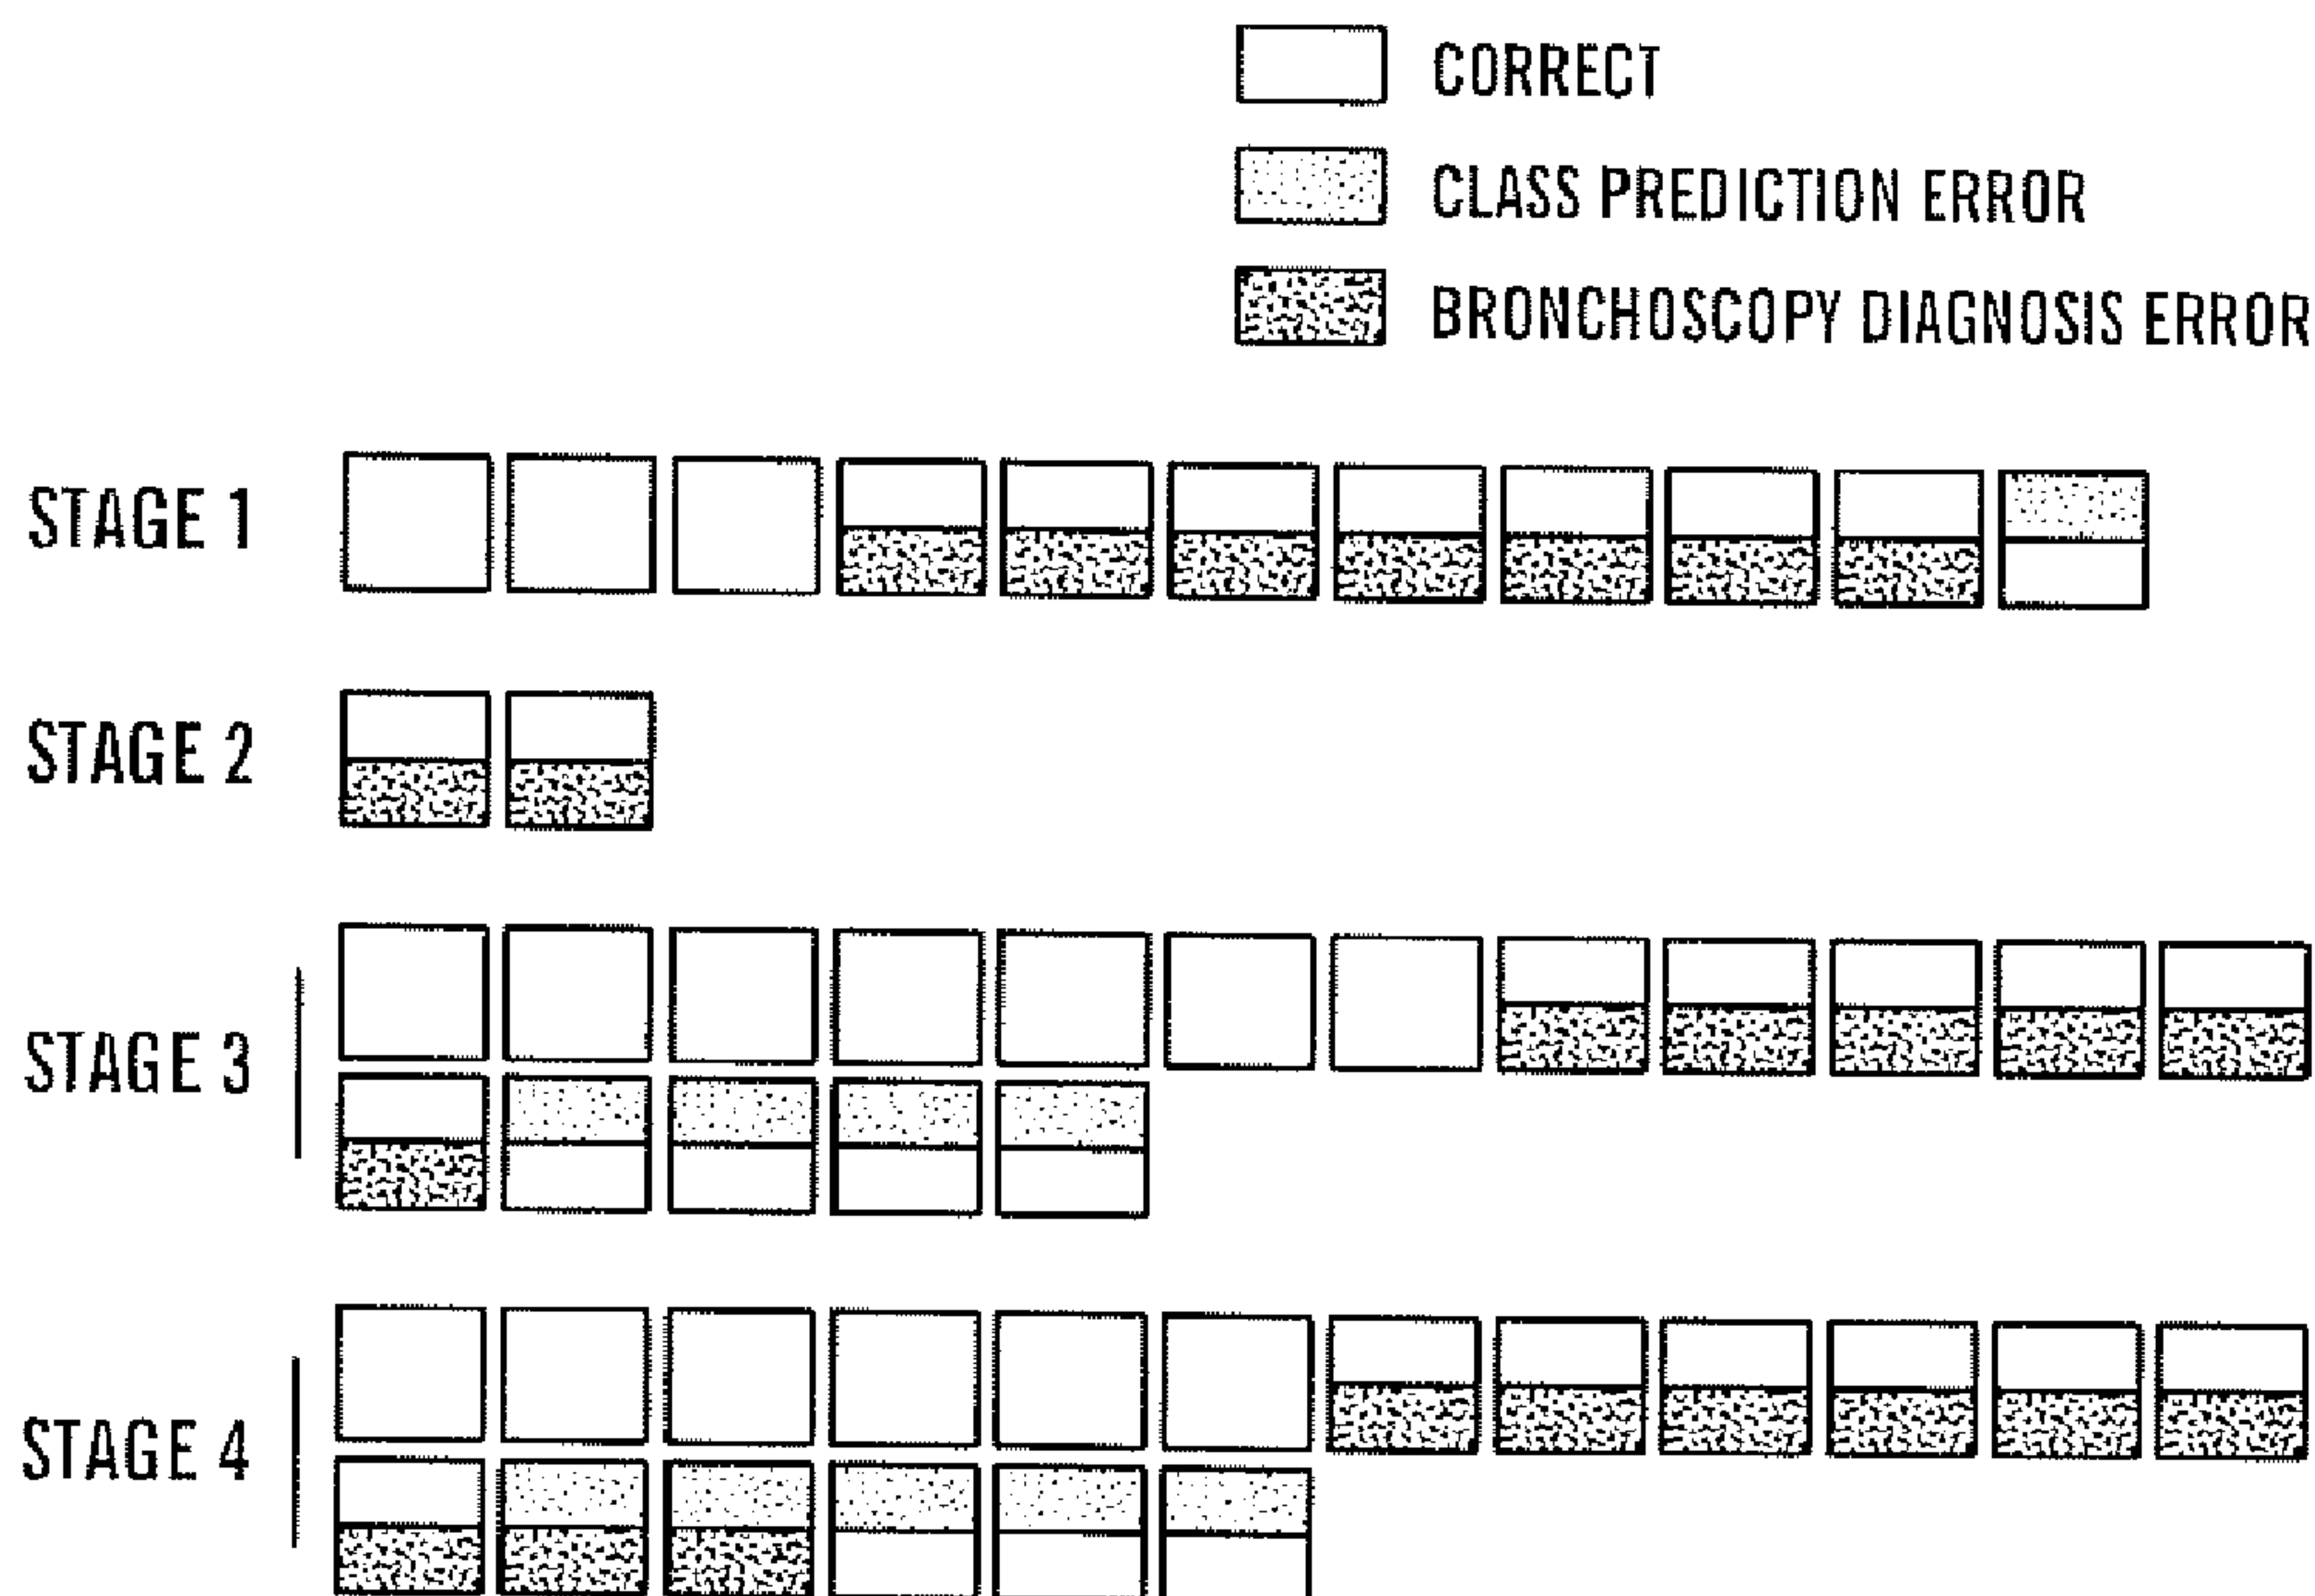 CORRECT
CLASS PREDICTION ERROR
BRONCHOSCOPY DIAGNOSIS ERROR
STAGE 1
STAGE 2
STAGE 3
STAGE 4